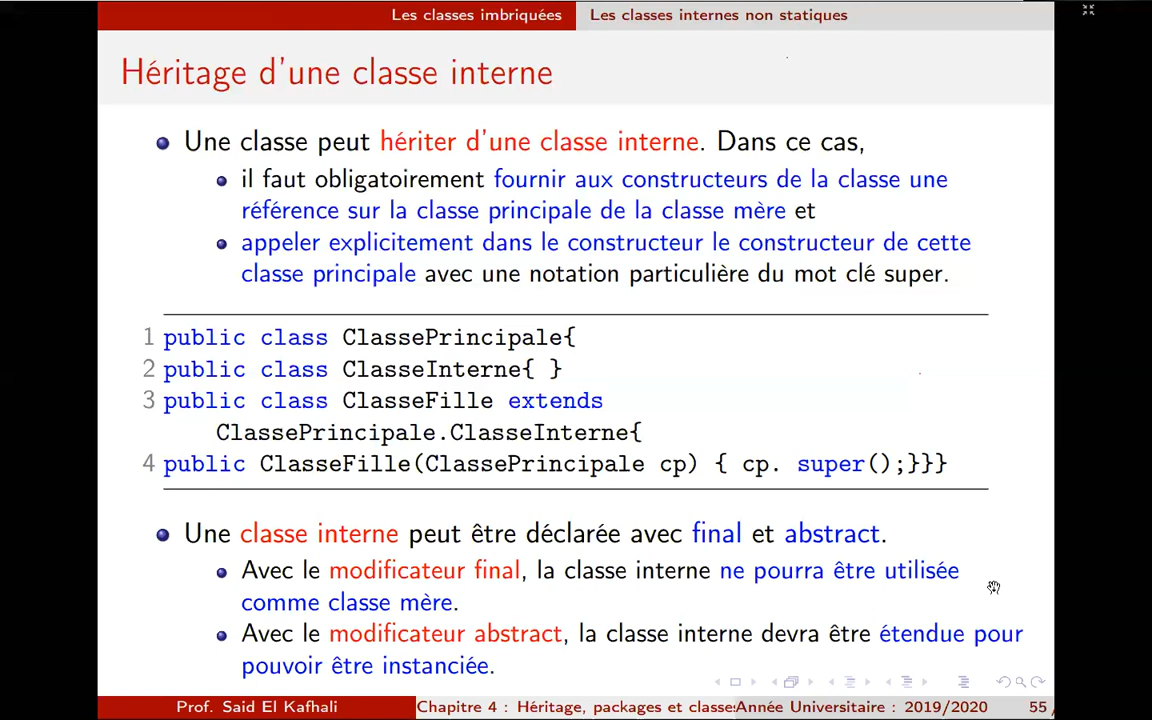 Les classes imbriquées Les classes internes non statiques
Héritage d'une classe interne
Une classe peut hériter d'une classe interne. Dans ce cas,
il faut obligatoirement fournir aux constructeurs de la classe une
référence sur la classe principale de la classe mère et
appeler explicitement dans le constructeur le constructeur de cette
classe principale avec une notation particulière du mot clé super.
1 public class ClassePrincipale{
2 public class ClasseInterne{ }
3 public class ClasseFille extends
ClassePrincipale.ClasseInterne{
4 public ClasseFille(ClassePrincipale cp) { cp. super();}}}
Une classe interne peut être déclarée avec final et abstract.
Avec le modificateur final, la classe interne ne pourra être utilisée
comme classe mère.
Avec le modificateur abstract, la classe interne devra être étendue pour
pouvoir être instanciée.
Prof. Said El Kafhali Chapitre 4 : Héritage, packages et classes Année Universitaire : 2019/2020 55 /